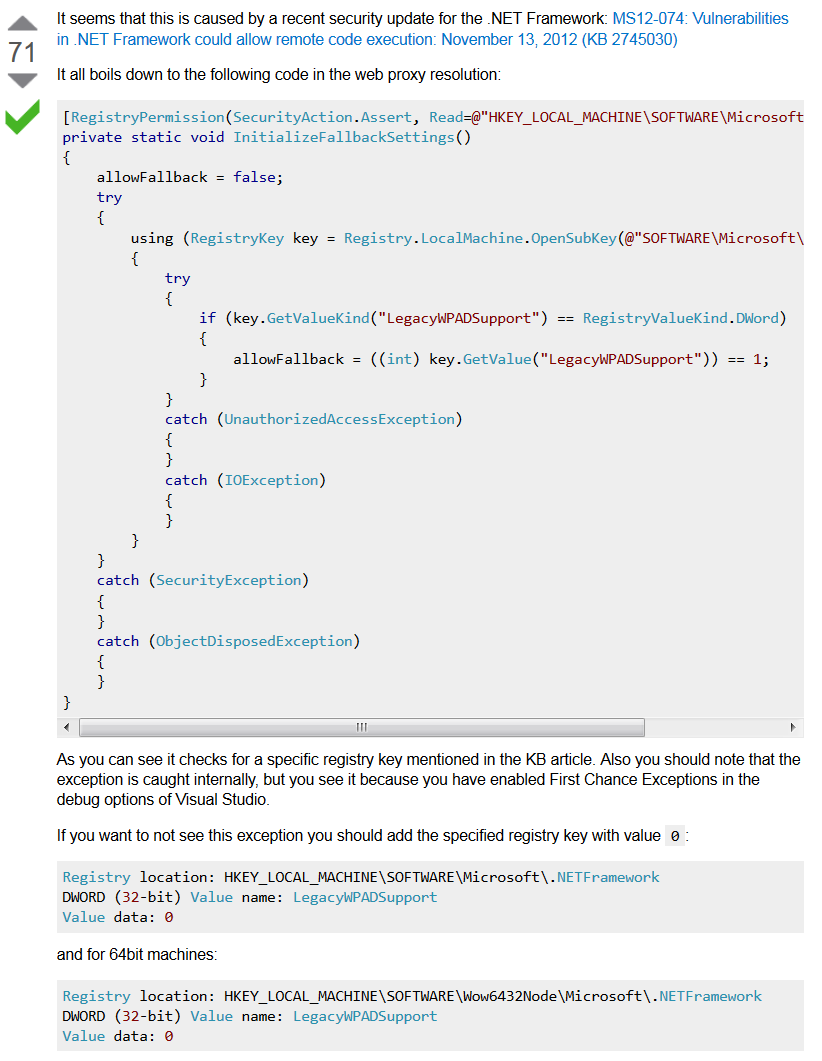 It seems that this is caused by a recent security update for the .NET Framework: MS12-074: Vulnerabilities
71
in .NET Framework could allow remote code execution: November 13, 2012 (KB 2745030)
It all boils down to the following code in the web proxy resolution:
[RegistryPermission(SecurityAction.Assert, Read=@"HKEY_LOCAL_MACHINE\SOFTWARE\Microsoft
private static void InitializeFallbackSettings()
{
    allowFallback = false;
    try
    {
        using (RegistryKey key = Registry.LocalMachine.OpenSubKey(@"SOFTWARE\Microsoft\
        {
            try
            {
                if (key.GetValueKind("LegacyWPADSupport") == RegistryValueKind.DWord)
                {
                    allowFallback = ((int) key.GetValue("LegacyWPADSupport")) == 1;
                }
            }
            catch (UnauthorizedAccessException)
            {
            }
            catch (IOException)
            {
            }
        }
    }
    catch (SecurityException)
    {
    }
    catch (ObjectDisposedException)
    {
    }
}
As you can see it checks for a specific registry key mentioned in the KB article. Also you should note that the
exception is caught internally, but you see it because you have enabled First Chance Exceptions in the
debug options of Visual Studio.
If you want to not see this exception you should add the specified registry key with value 0 :
Registry location: HKEY_LOCAL_MACHINE\SOFTWARE\Microsoft\.NETFramework
DWORD (32-bit) Value name: LegacyWPADSupport
Value data: 0
and for 64bit machines:
Registry location: HKEY_LOCAL_MACHINE\SOFTWARE\Wow6432Node\Microsoft\.NETFramework
DWORD (32-bit) Value name: LegacyWPADSupport
Value data: 0